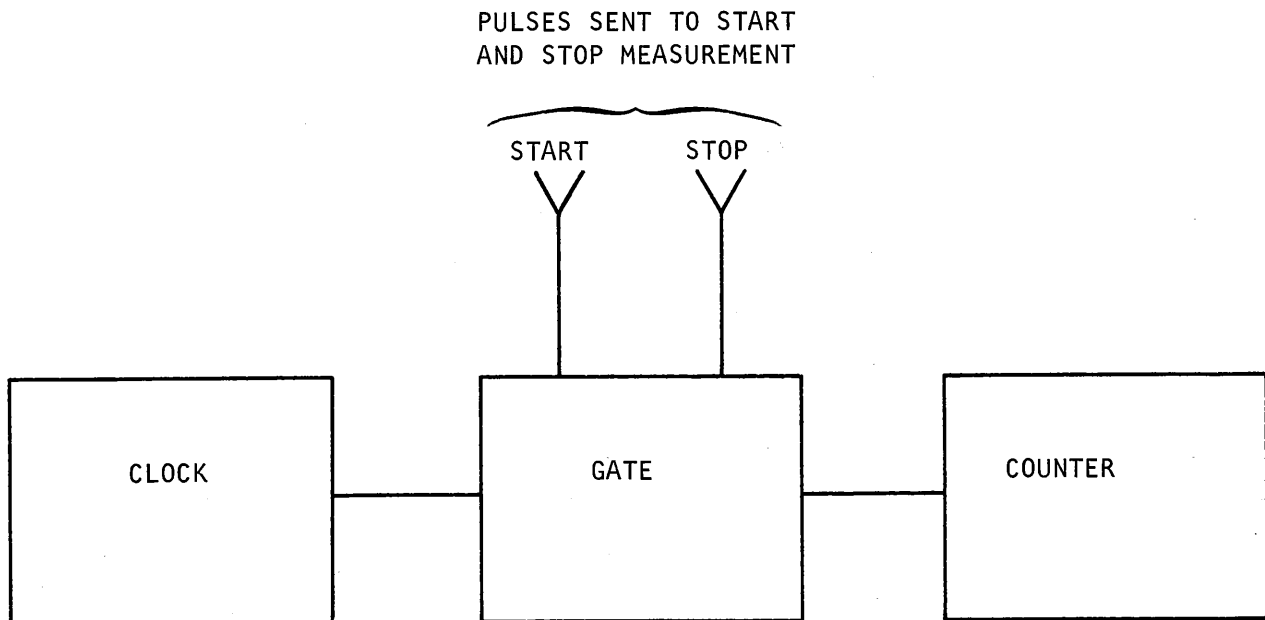 PULSES SENT TO START
AND STOP MEASUREMENT
START STOP
CLOCK GATE COUNTER